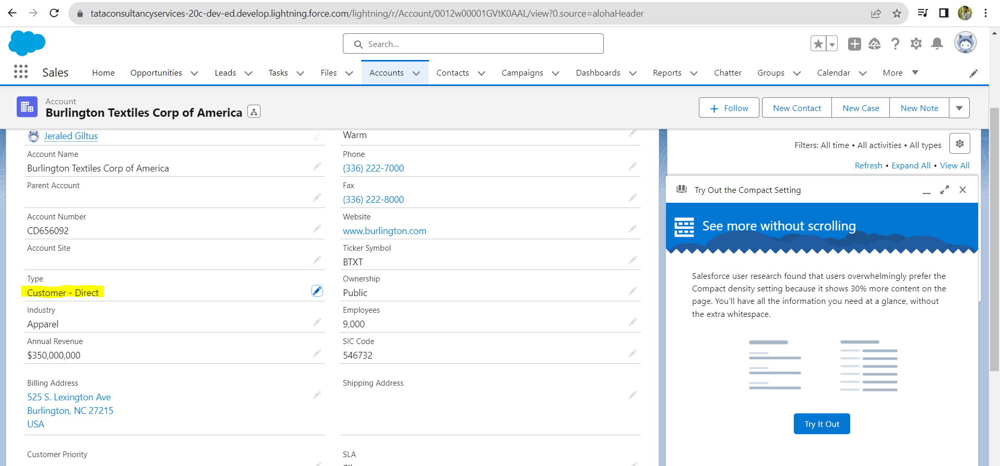 tataconsultancyservices-20c-dev-ed.develop.lightning.force.com/lightning/r/Account/0012w00001GVtK0AAL/view?0.source=alohaHeader
Search...
Sales
Home
Opportunities
Leads
Tasks
Files
Accounts
Contacts
Campaigns
Dashboards
Reports
Chatter
Groups
Calendar
More
Account
Burlington Textiles Corp of America
Follow
New Contact
New Case
New Note
Jeraled Giltus
Warm
Account Name
Burlington Textiles Corp of America
Phone
(336) 222-7000
Parent Account
Fax
(336) 222-8000
Account Number
CD656092
Website
www.burlington.com
Account Site
Ticker Symbol
BTXT
Type
Customer - Direct
Ownership
Public
Industry
Apparel
Employees
9,000
Annual Revenue
$350,000,000
SIC Code
546732
Billing Address
525 S. Lexington Ave
Burlington, NC 27215
USA
Shipping Address
Customer Priority
SLA
Filters: All time • All activities • All types
Refresh • Expand All • View All
Try Out the Compact Setting
See more without scrolling
Salesforce user research found that users overwhelmingly prefer the
Compact density setting because it shows 30% more content on the
page. You'll have all the information you need at a glance, without
the extra whitespace.
Try It Out